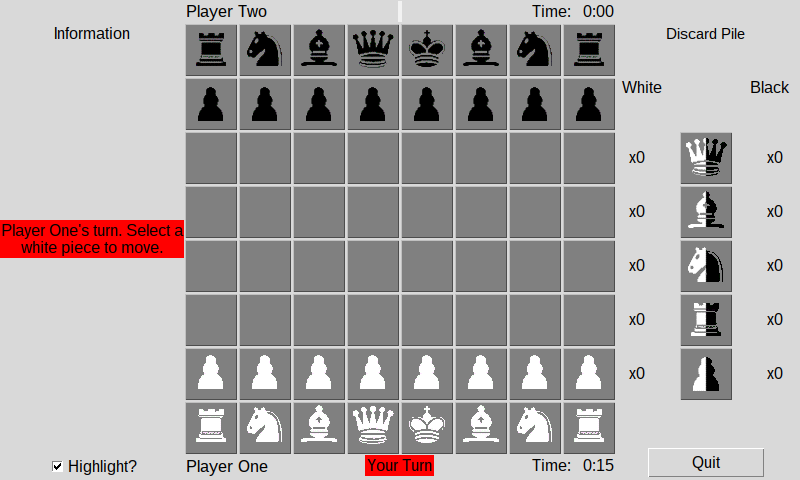 Player Two Time: 0:00
Information
Discard Pile
White Black
x0 x0
x0 x0
Player One's turn. Select a
white piece to move.
x0 x0
x0 x0
x0 x0
Highlight?
Player One Your Turn Time: 0:15
Quit